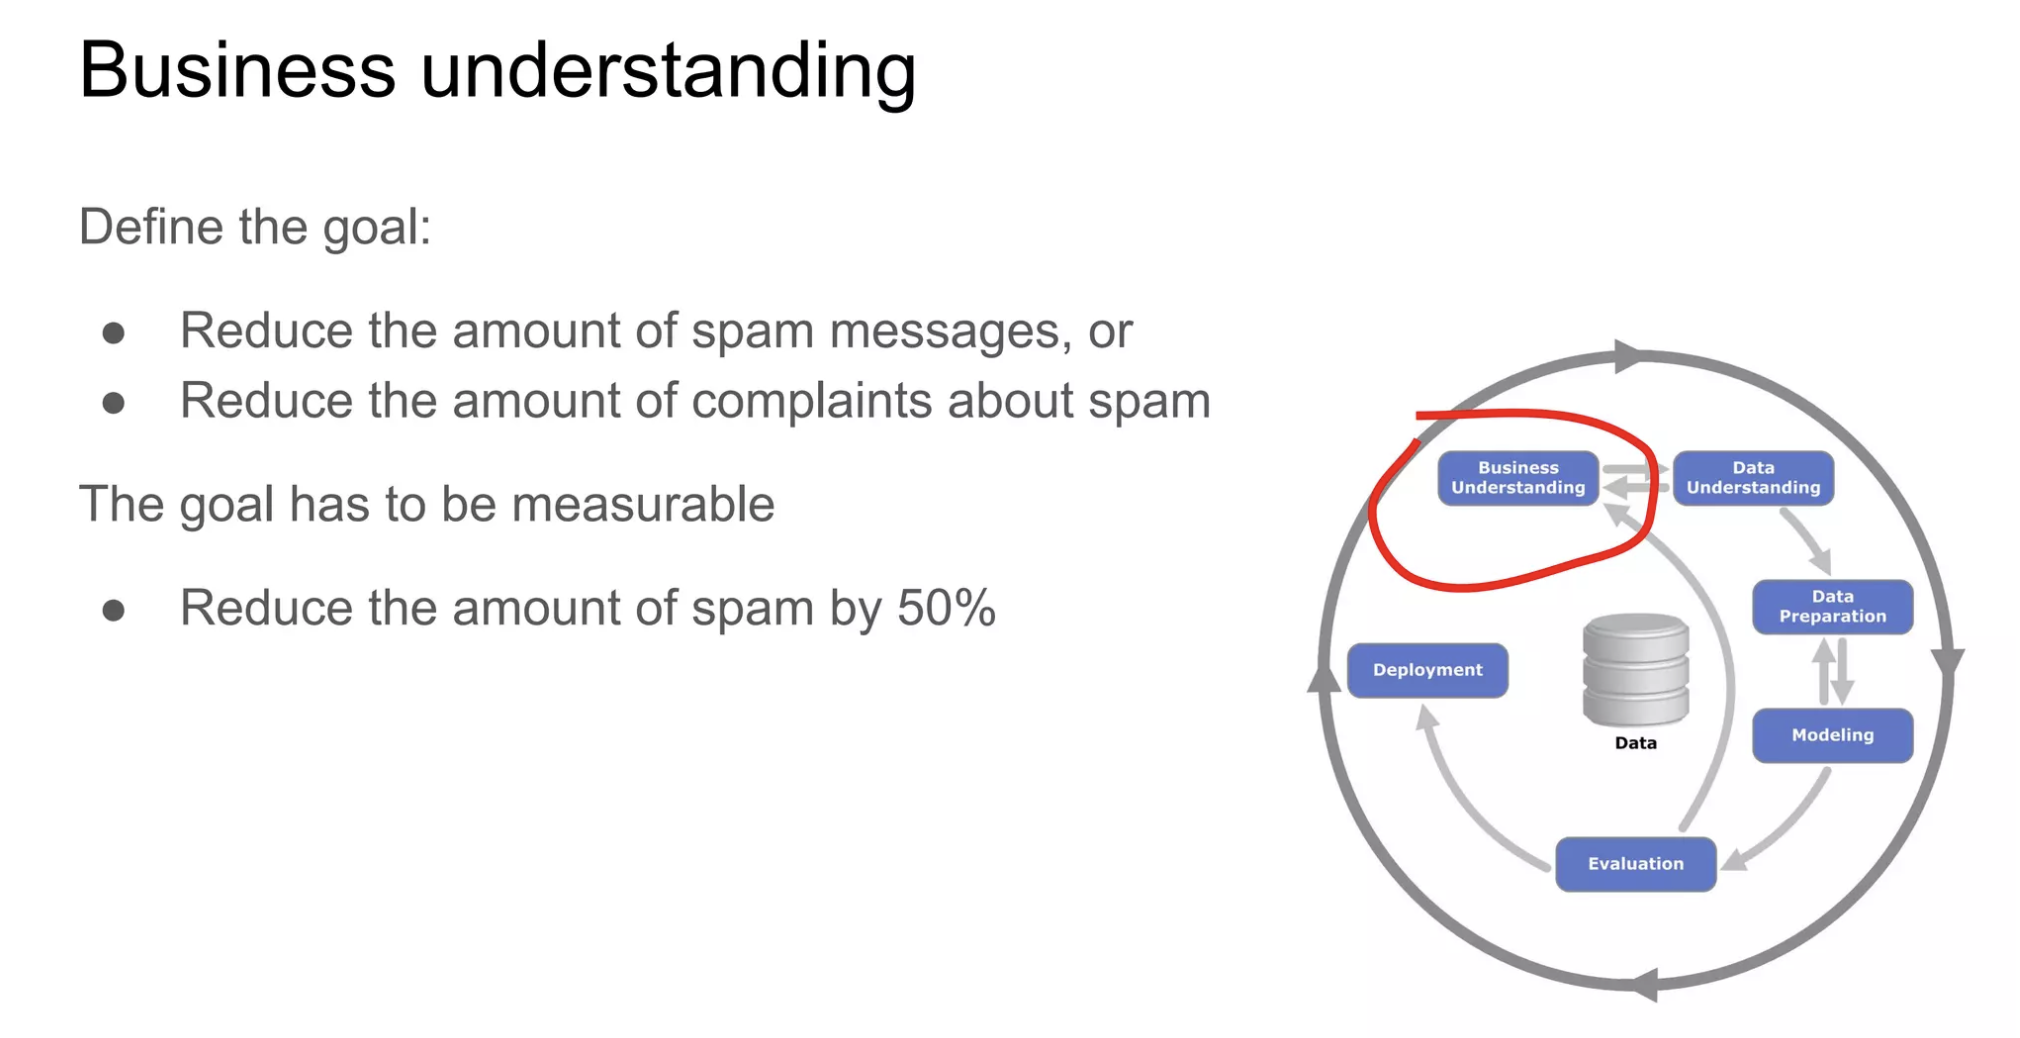 Business understanding
Define the goal:
● Reduce the amount of spam messages, or
● Reduce the amount of complaints about spam
The goal has to be measurable
● Reduce the amount of spam by 50%
Business
Understanding
Data
Understanding
Data
Preparation
Deployment
Modeling
Data
Evaluation